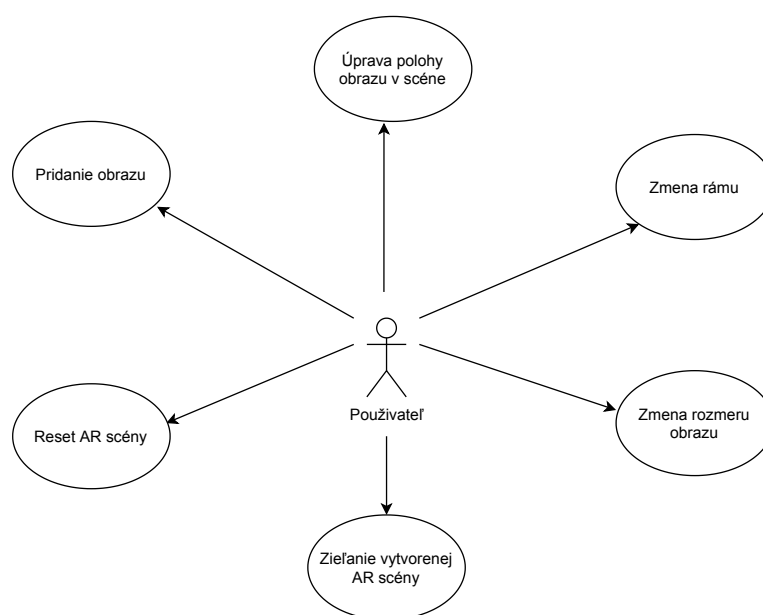 Úprava polohy
obrazu v scéne
Pridanie obrazu
Zmena rámu
Používateľ
Reset AR scény
Zmena rozmeru
obrazu
Zieľanie vytvorenej
AR scény